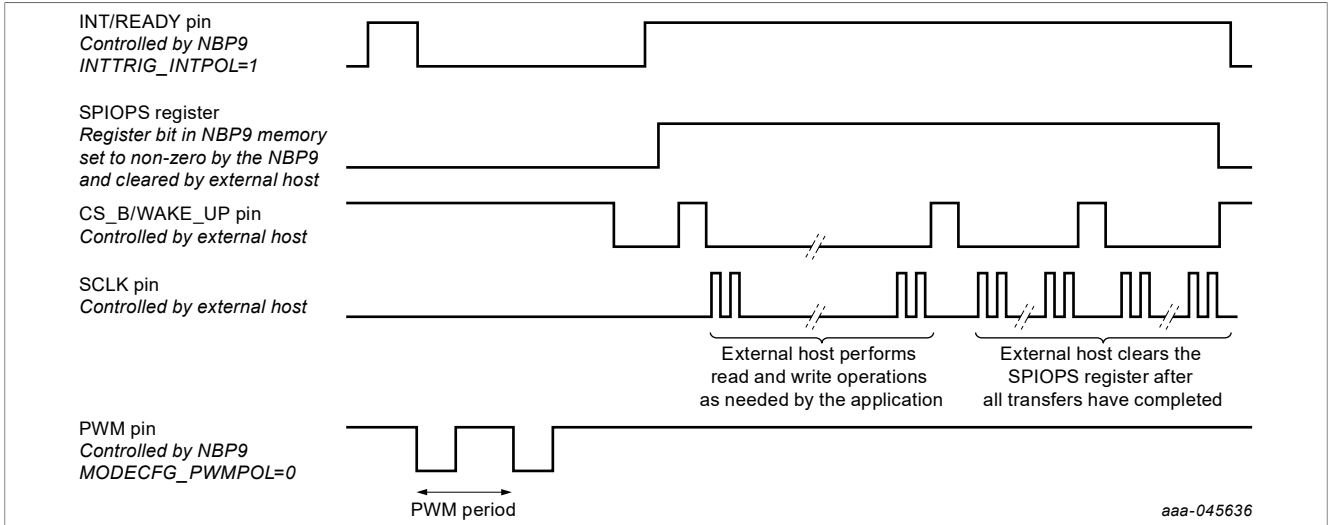 INT/READY pin
Controlled by NBP9
INTTRIG_INTPOL=1
SPIOPS register
Register bit in NBP9 memory
set to non-zero by the NBP9
and cleared by external host
CS_B/WAKE_UP pin
Controlled by external host
SCLK pin
Controlled by external host
External host performs
read and write operations
as needed by the application
External host clears the
SPIOPS register after
all transfers have completed
PWM pin
Controlled by NBP9
MODECFG_PWMPOL=0
PWM period
aaa-045636